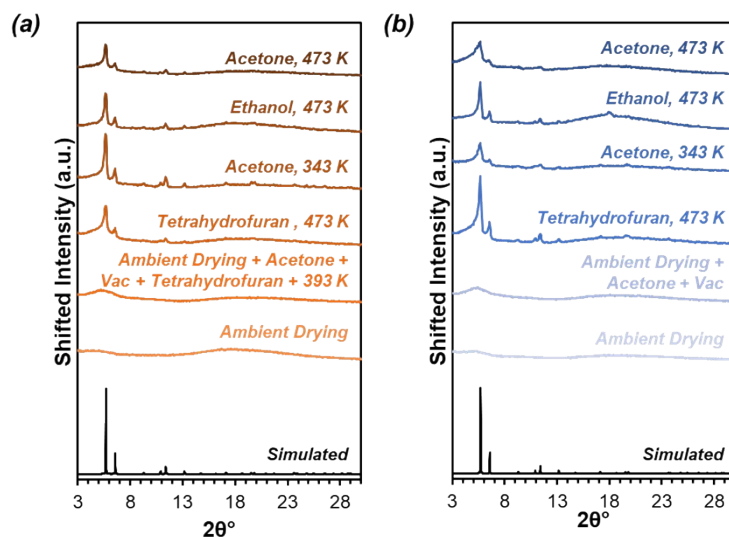 (a)
Shifted Intensity (a.u.)
Acetone, 473 K
Ethanol, 473 K
Acetone, 343 K
Tetrahydrofuran , 473 K
Ambient Drying + Acetone +
Vac + Tetrahydrofuran + 393 K
Ambient Drying
Simulated
3 8 13 18 23 28
2θ°
(b)
Shifted Intensity (a.u.)
Acetone, 473 K
Ethanol, 473 K
Acetone, 343 K
Tetrahydrofuran, 473 K
Ambient Drying +
Acetone + Vac
Ambient Drying
Simulated
3 8 13 18 23 28
2θ°